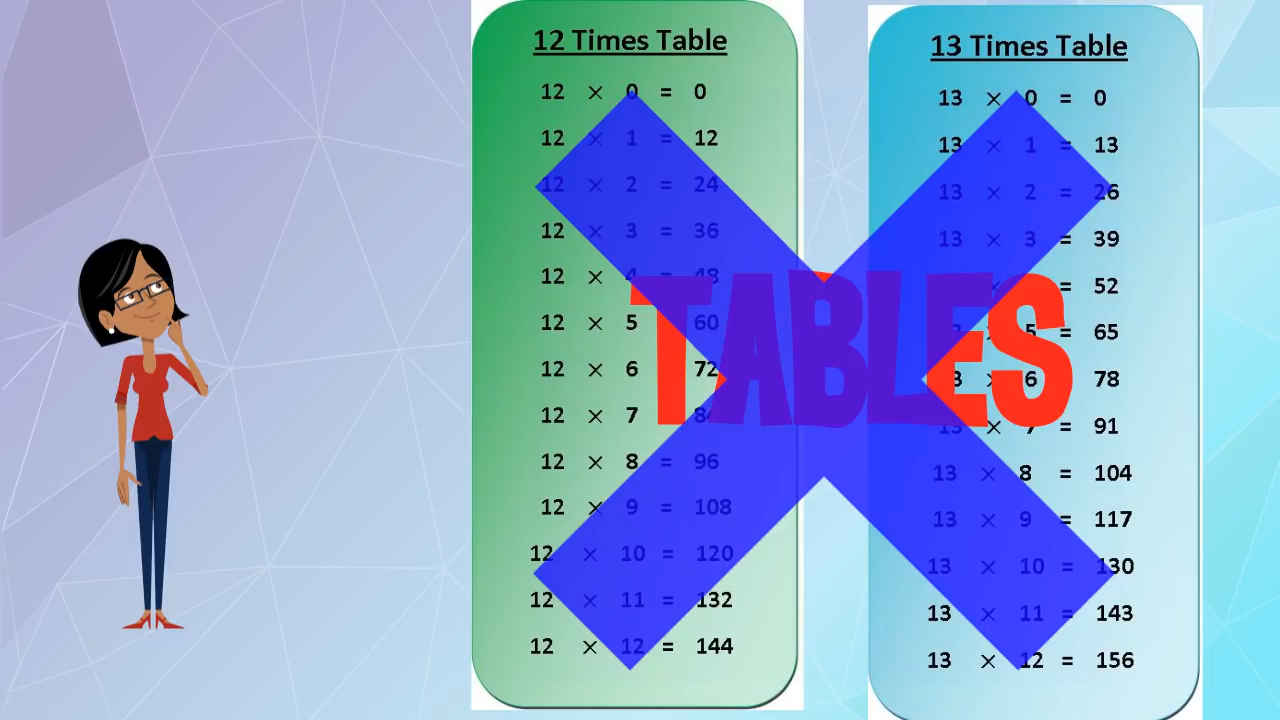 12 Times Table
12 × 0 = 0
12 × 1 = 12
12 × 2 = 24
12 × 3 = 36
12 × 4 = 48
12 × 5 60
12 × 6 72
12 × 7 84
12 × 8 = 96
12 × 9 = 108
12 × 10 = 120
12 × 11 = 132
12 × 12 = 144
TABLES
13 Times Table
13 × 0 = 0
13 × 1 = 13
13 × 2 = 26
13 × 3 = 39
= 52
× 5 = 65
× 6 78
13 × 7 = 91
13 × 8 = 104
13 × 9 = 117
13 × 10 = 130
13 × 11 = 143
13 × 12 = 156